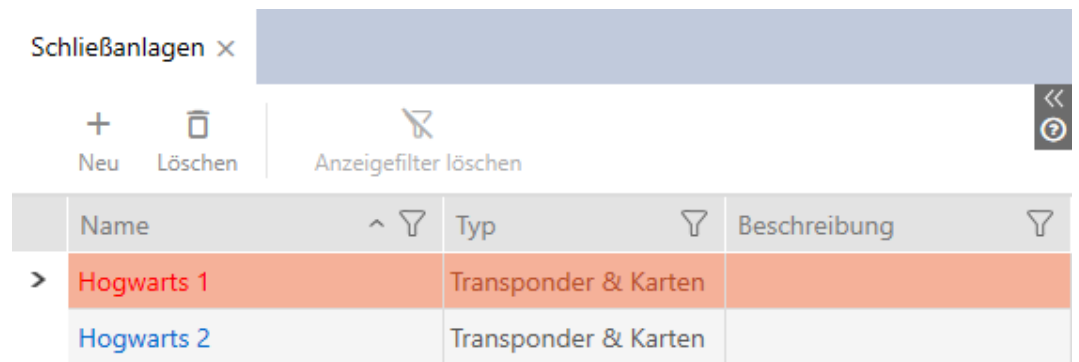 Schließanlagen
Neu Löschen Anzeigefilter löschen
Name Typ Beschreibung
Hogwarts 1 Transponder & Karten
Hogwarts 2 Transponder & Karten